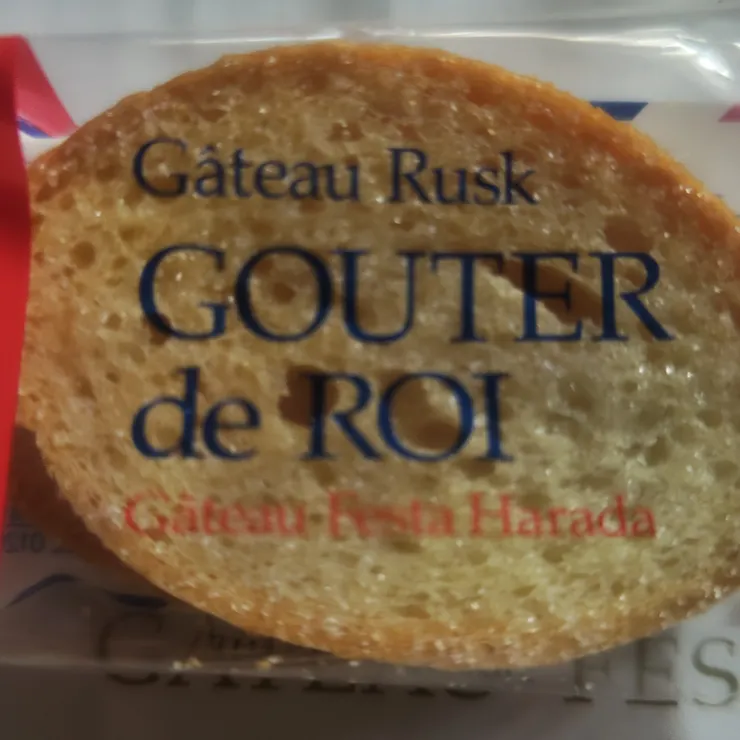 Gâteau Rusk
GOUTER
de ROI
Gâteau Festa Harada